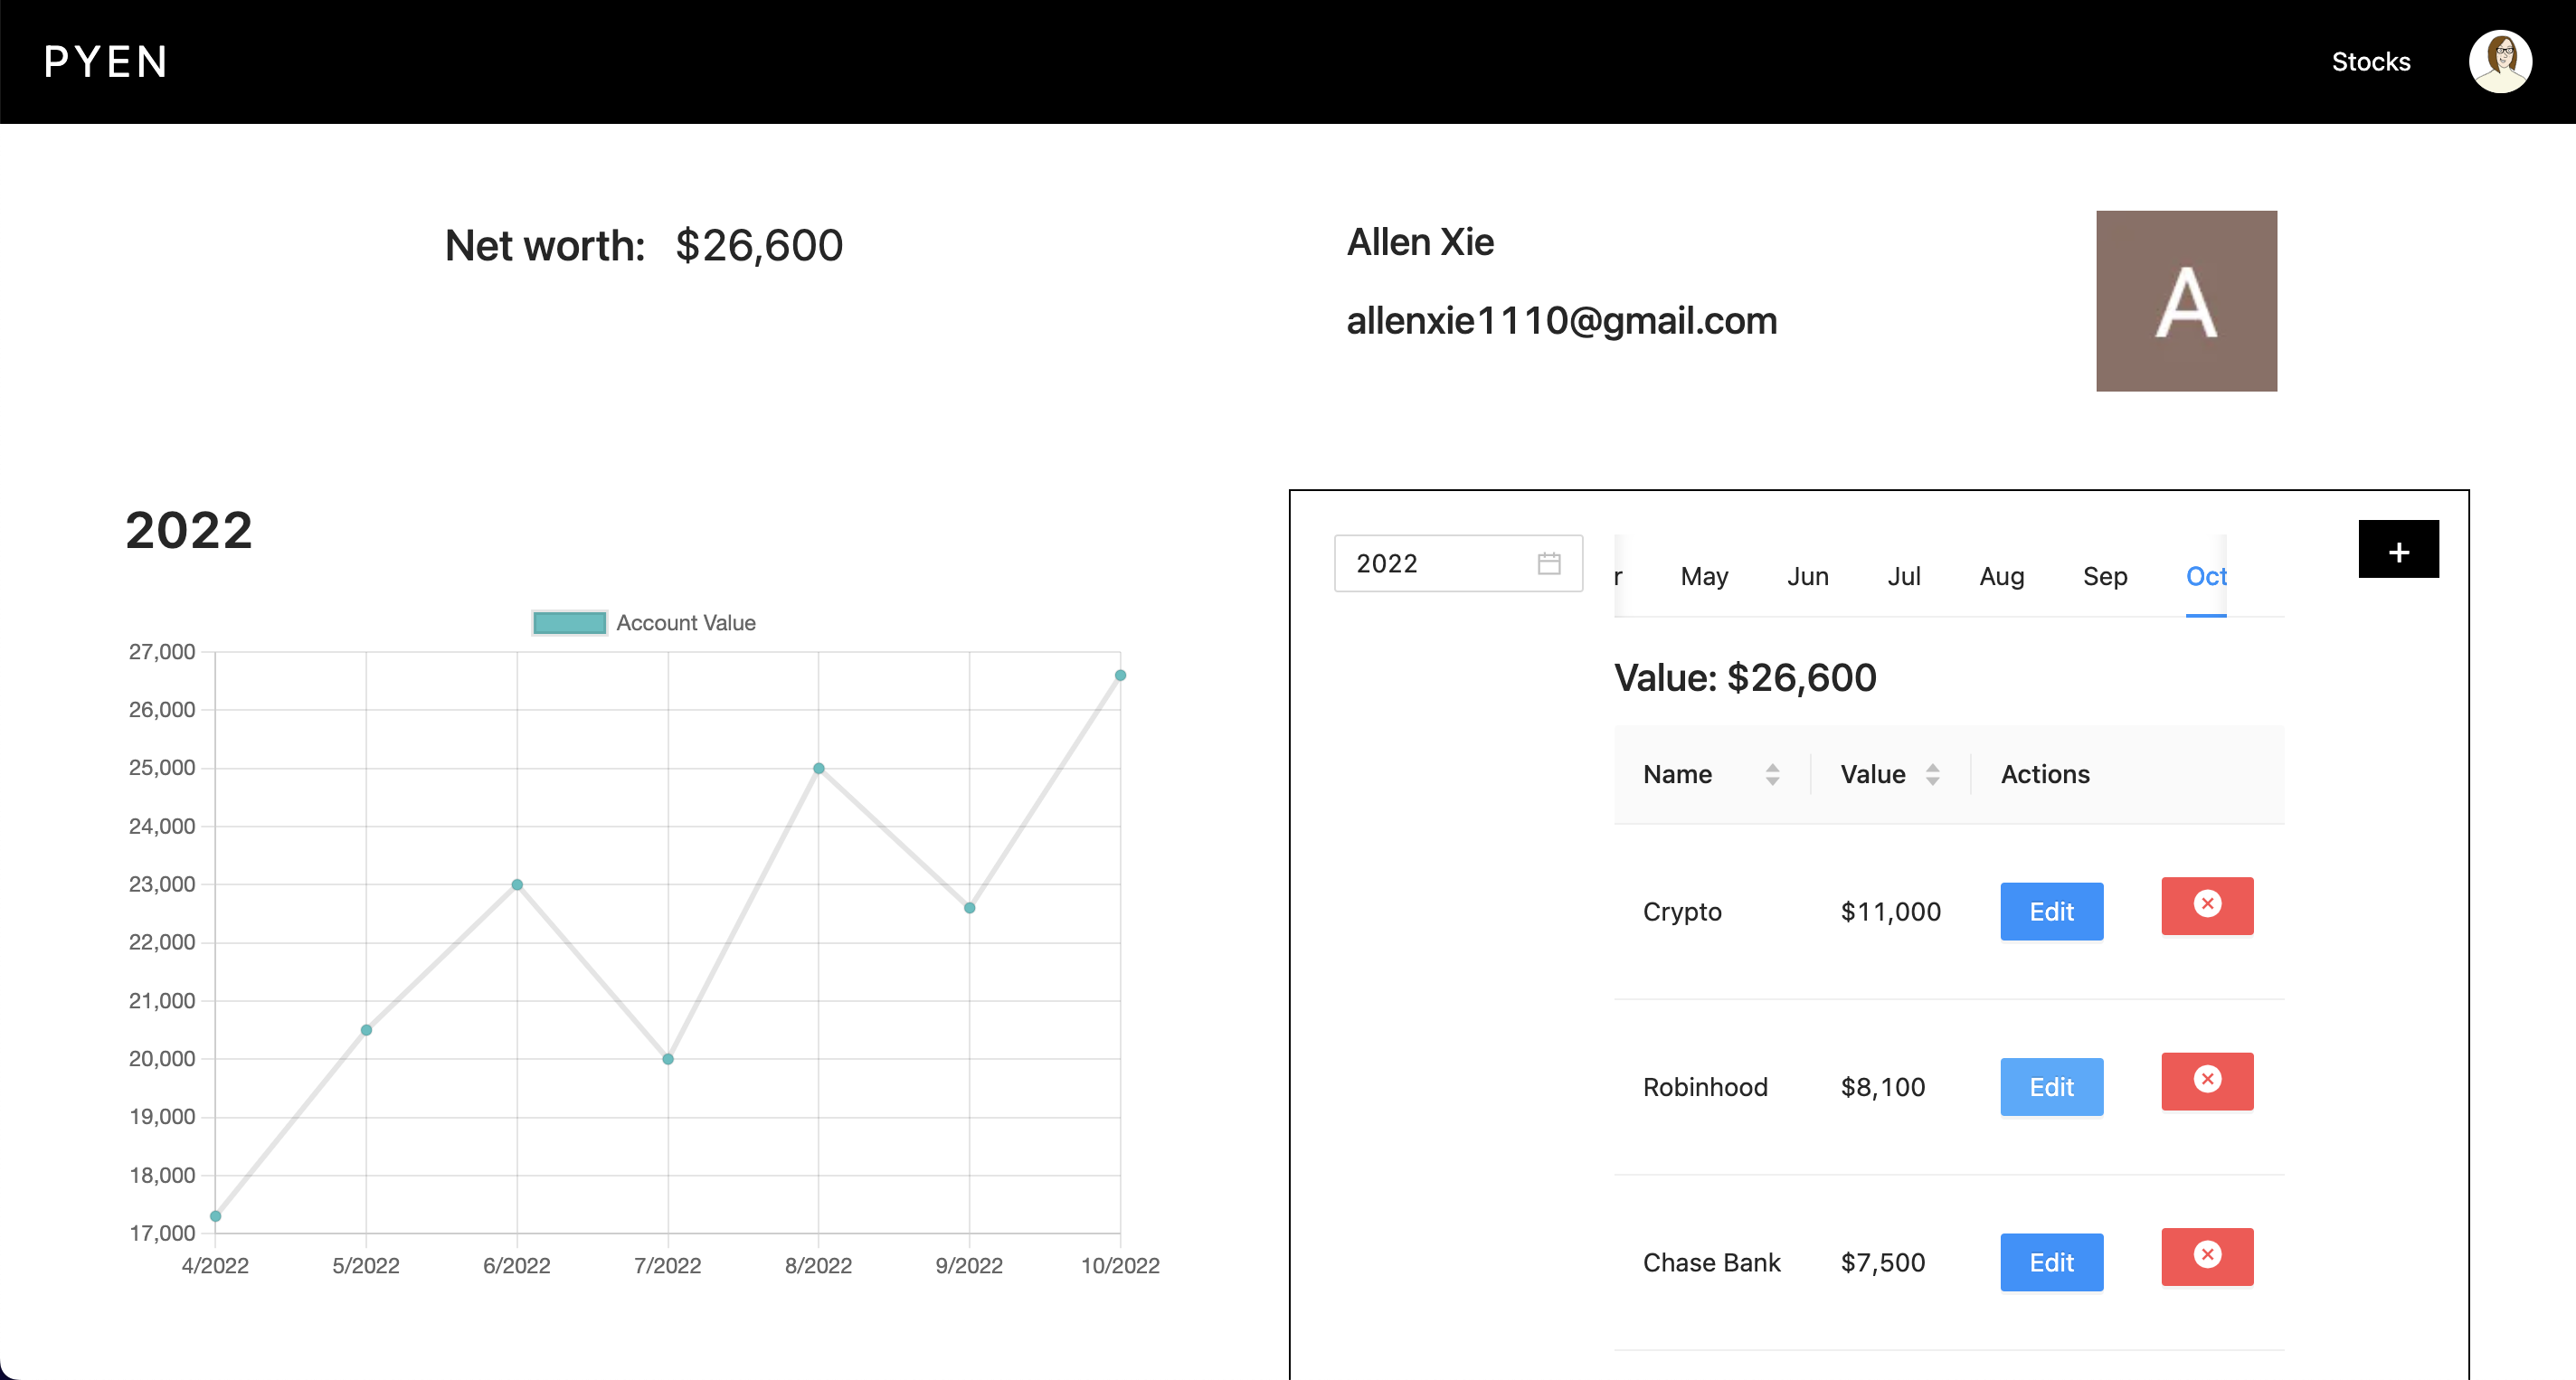 PYEN
Stocks
Net worth: $26,600
Allen Xie
allenxie1110@gmail.com
A
2022
Account Value
27,000
26,000
25,000
24,000
23,000
22,000
21,000
20,000
19,000
18,000
17,000
4/2022 5/2022 6/2022 7/2022 8/2022 9/2022 10/2022
2022
r May Jun Jul Aug Sep Oct
+
Value: $26,600
Name Value Actions
Crypto $11,000 Edit
Robinhood $8,100 Edit
Chase Bank $7,500 Edit